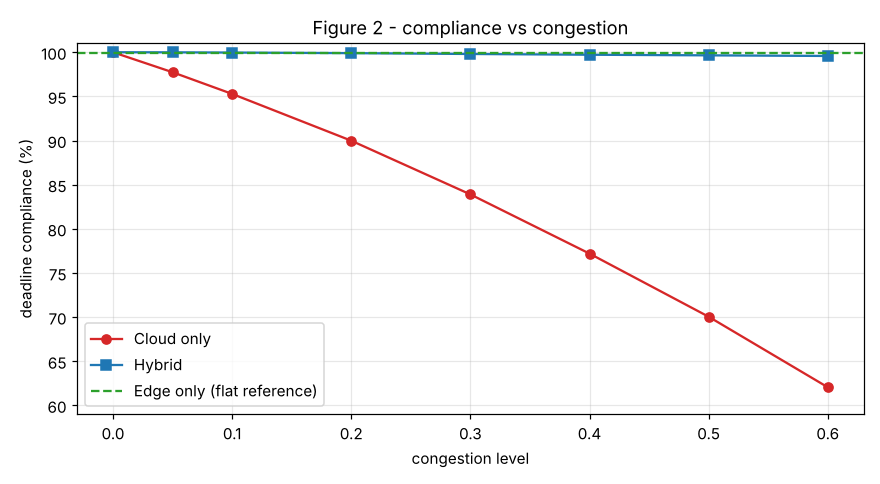 Figure 2 - compliance vs congestion
deadline compliance (%)
100
95
90
85
80
75
70
65
60
Cloud only
Hybrid
Edge only (flat reference)
0.0 0.1 0.2 0.3 0.4 0.5 0.6
congestion level